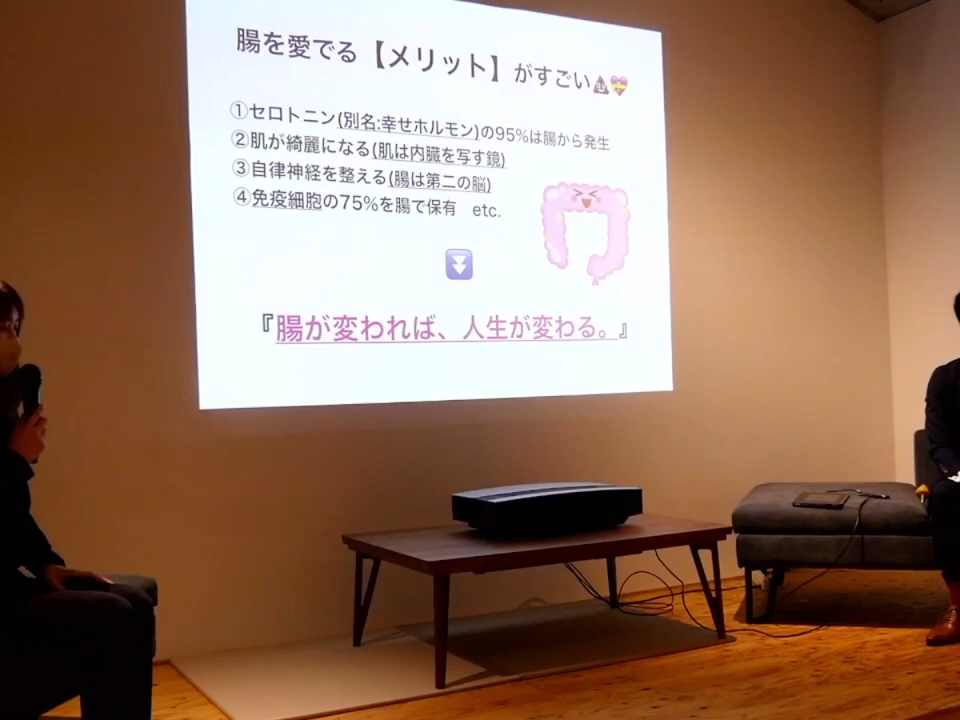 腸を愛でる【メリット】がすごい💩💝
①セロトニン(別名:幸せホルモン)の95%は腸から発生
②肌が綺麗になる(肌は内臓を写す鏡)
③自律神経を整える(腸は第二の脳)
④免疫細胞の75%を腸で保有　etc.
『腸が変われば、人生が変わる。』